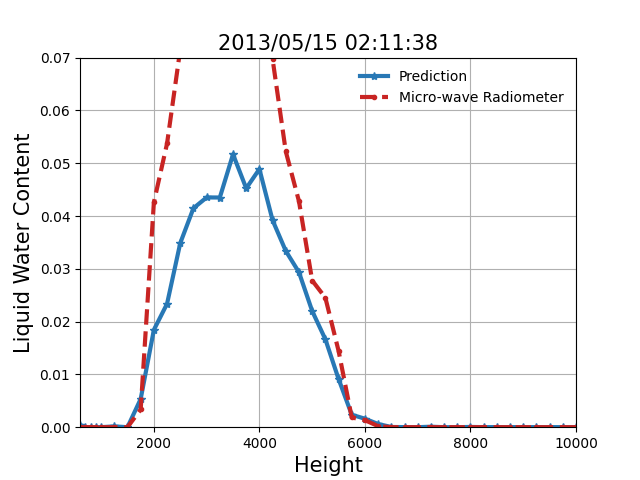 2013/05/15 02:11:38
Liquid Water Content
0.07
0.06
0.05
0.04
0.03
0.02
0.01
0.00
Prediction
Micro-wave Radiometer
2000 4000 6000 8000 10000
Height